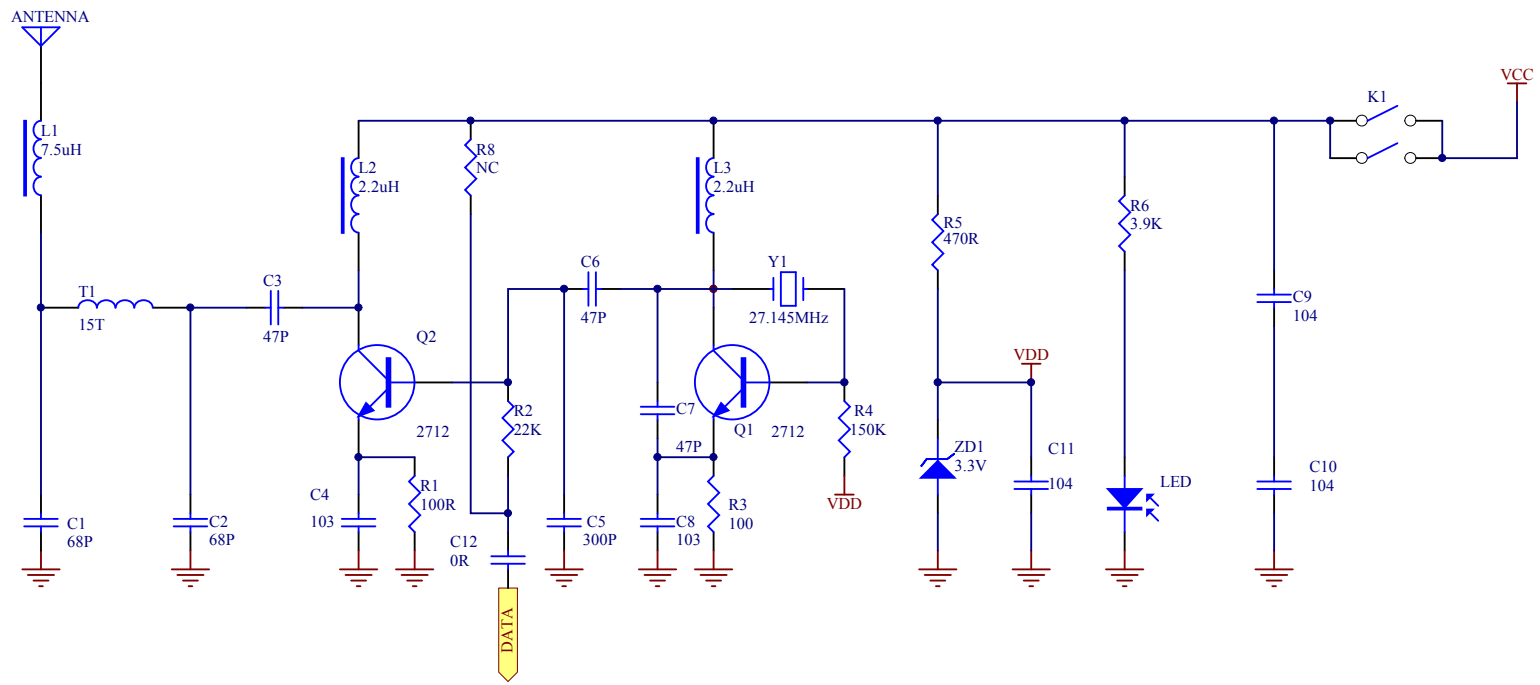 ANTENNA
VCC
K1
L1
7.5uH
R8
NC
L2
2.2uH
L3
2.2uH
R6
3.9K
R5
470R
C6
47P
Y1
27.145MHz
T1
15T
C3
47P
C9
104
Q2
2712
VDD
R2
22K
C7
47P
Q1
2712
R4
150K
VDD
ZD1
3.3V
C11
104
LED
C10
104
C1
68P
C2
68P
C4
103
R1
100R
C12
0R
C5
300P
C8
103
R3
100
DATA